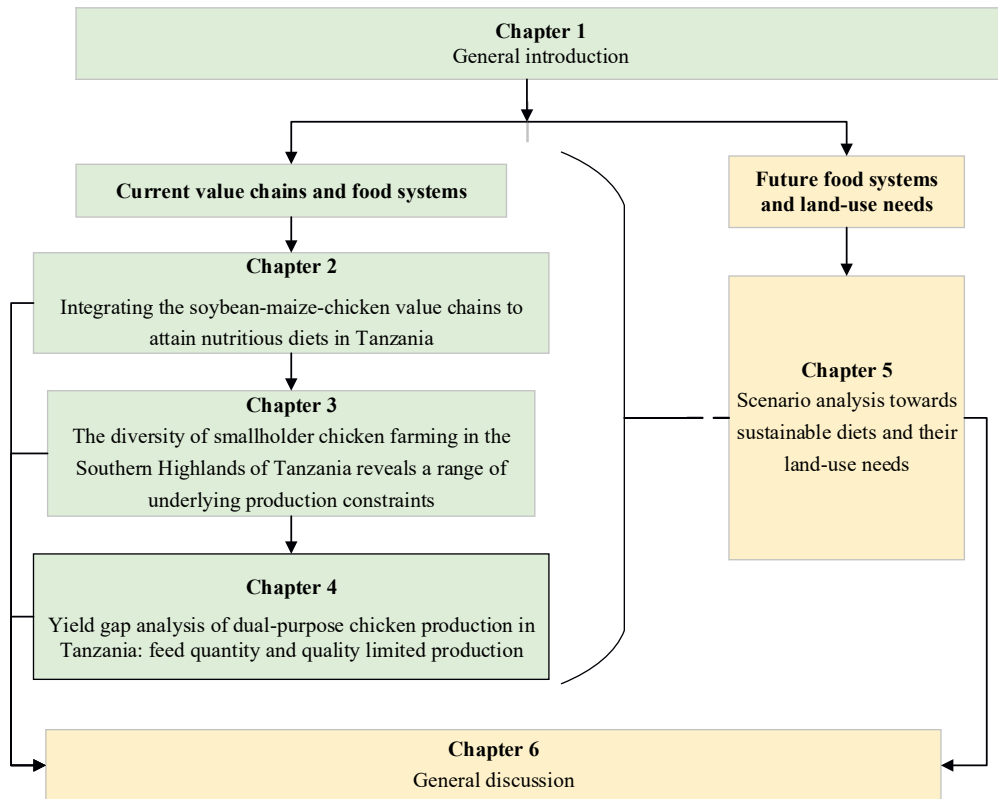 Chapter 1
General introduction
Current value chains and food systems
Future food systems
and land-use needs
Chapter 2
Integrating the soybean-maize-chicken value chains to
attain nutritious diets in Tanzania
Chapter 3
The diversity of smallholder chicken farming in the
Southern Highlands of Tanzania reveals a range of
underlying production constraints
Chapter 4
Yield gap analysis of dual-purpose chicken production in
Tanzania: feed quantity and quality limited production
Chapter 5
Scenario analysis towards
sustainable diets and their
land-use needs
Chapter 6
General discussion